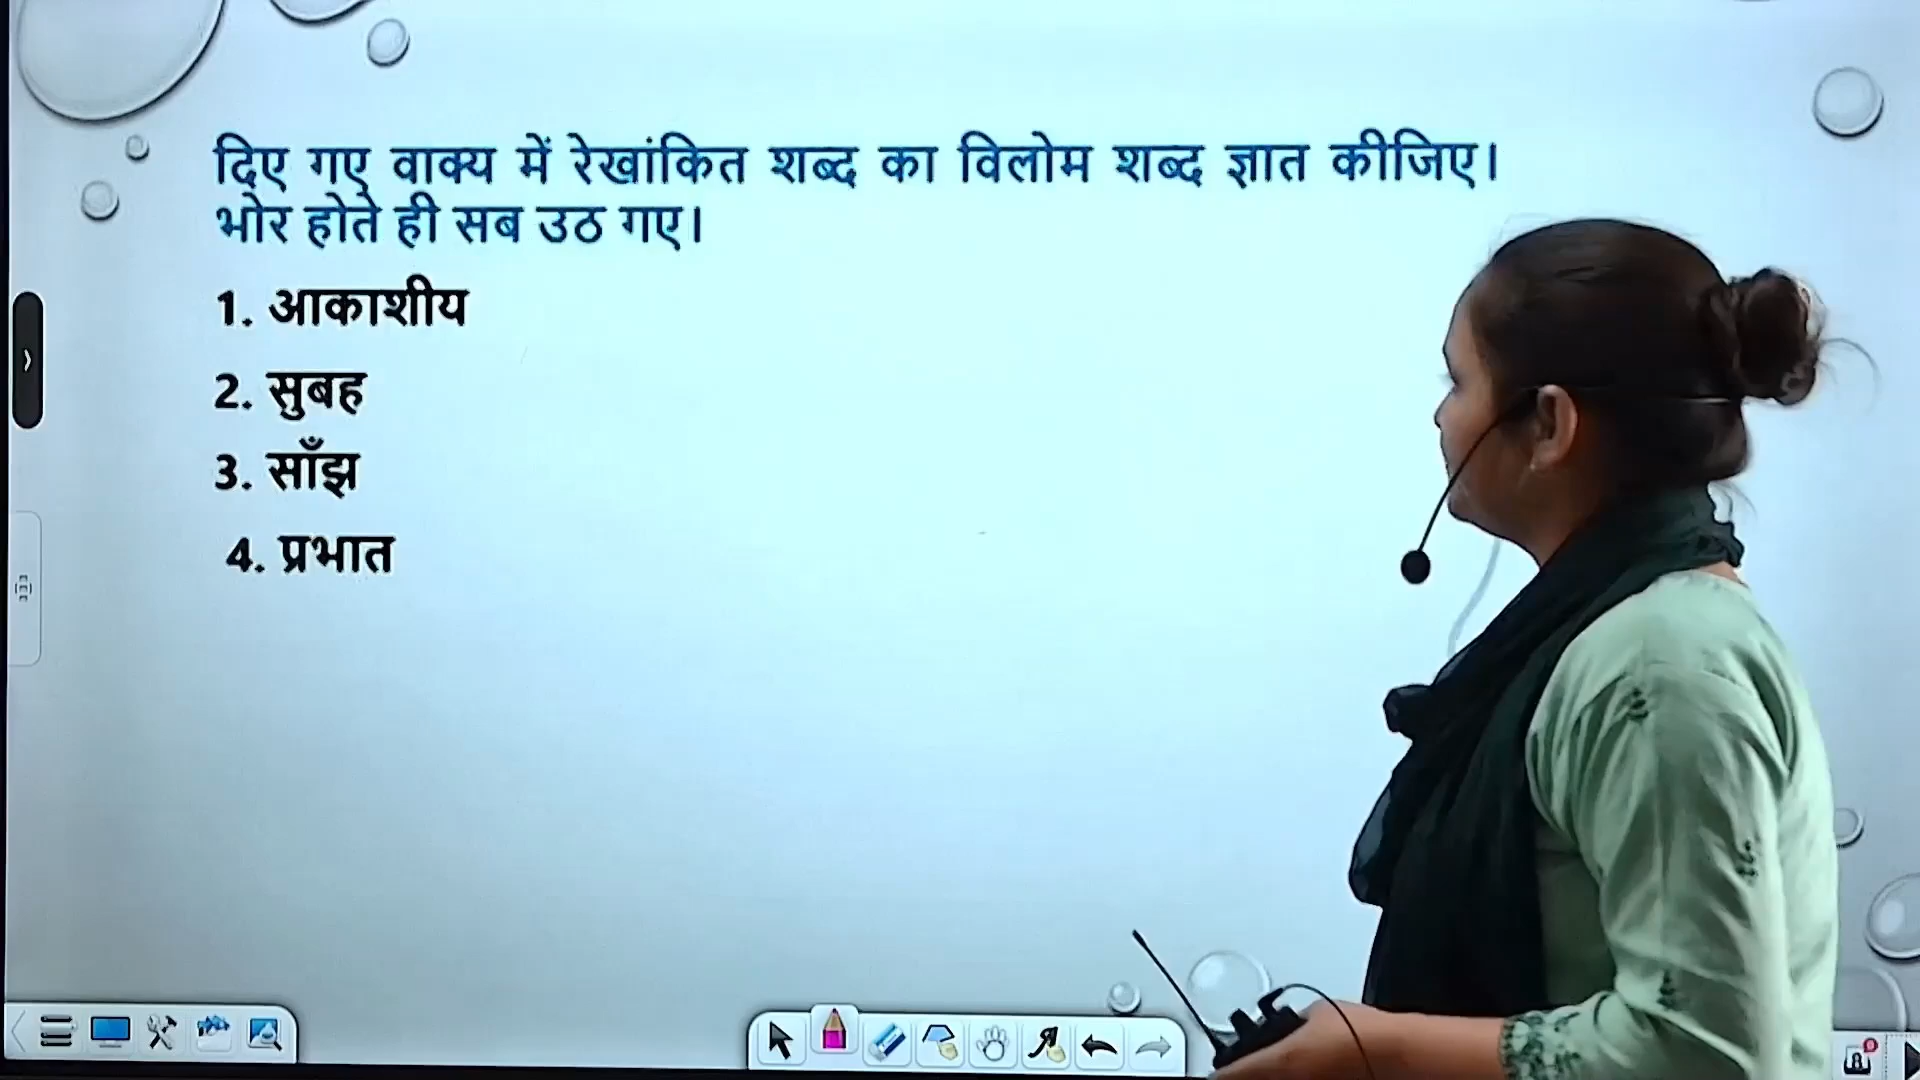 दिए गए वाक्य में रेखांकित शब्द का विलोम शब्द ज्ञात कीजिए।
भोर होते ही सब उठ गए।
1. आकाशीय
2. सुबह
3. साँझ
4. प्रभात